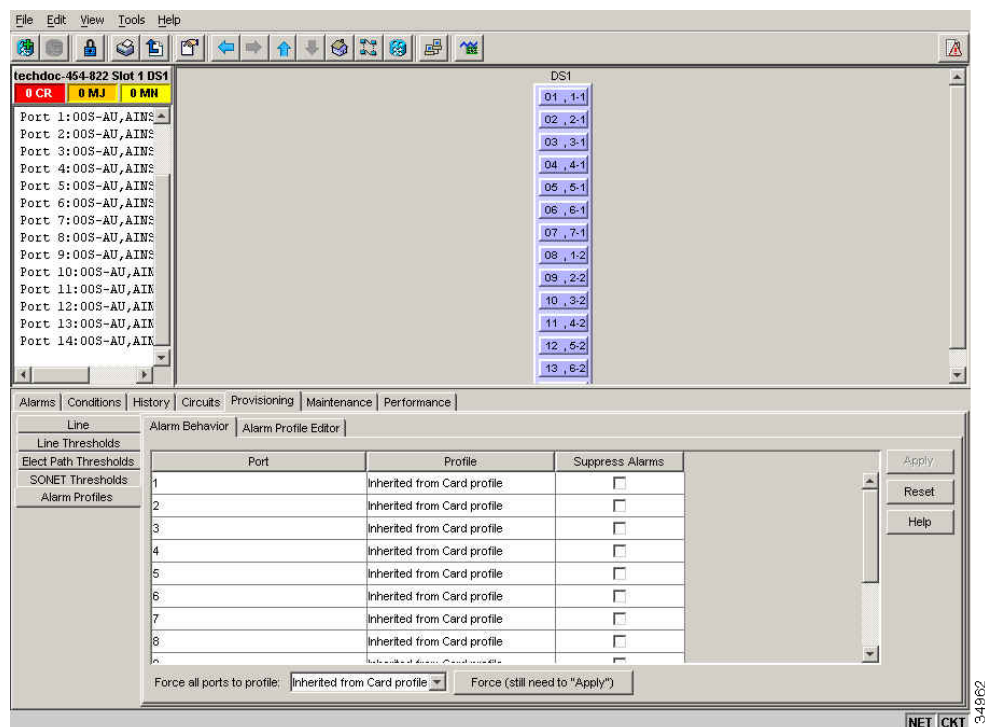 File Edit View Tools Help
techdoc-454-822 Slot 1 DS1
0 CR 0 MJ 0 MN
Port 1:OOS-AU,AINS
Port 2:OOS-AU,AINS
Port 3:OOS-AU,AINS
Port 4:OOS-AU,AINS
Port 5:OOS-AU,AINS
Port 6:OOS-AU,AINS
Port 7:OOS-AU,AINS
Port 8:OOS-AU,AINS
Port 9:OOS-AU,AINS
Port 10:OOS-AU,AIN
Port 11:OOS-AU,AIN
Port 12:OOS-AU,AIN
Port 13:OOS-AU,AIN
Port 14:OOS-AU,AIN
DS1
01 , 1-1
02 , 2-1
03 , 3-1
04 , 4-1
05 , 5-1
06 , 6-1
07 , 7-1
08 , 1-2
09 , 2-2
10 , 3-2
11 , 4-2
12 , 5-2
13 , 6-2
Alarms Conditions History Circuits Provisioning Maintenance Performance
Line
Line Thresholds
Elect Path Thresholds
SONET Thresholds
Alarm Profiles
Alarm Behavior Alarm Profile Editor
Port Profile Suppress Alarms
1 Inherited from Card profile
2 Inherited from Card profile
3 Inherited from Card profile
4 Inherited from Card profile
5 Inherited from Card profile
6 Inherited from Card profile
7 Inherited from Card profile
8 Inherited from Card profile
Force all ports to profile: Inherited from Card profile Force (still need to "Apply")
Apply
Reset
Help
NET CKT
34962